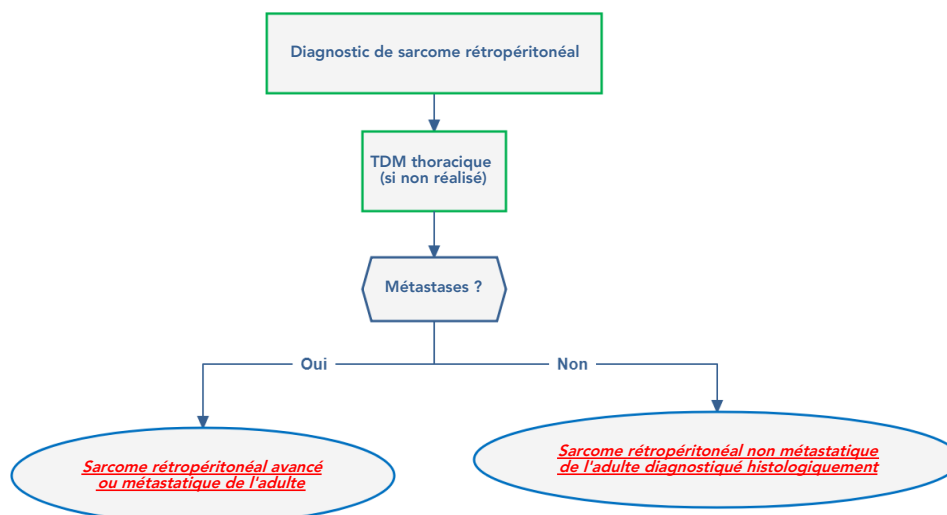 Diagnostic de sarcome rétropéritonéal
TDM thoracique
(si non réalisé)
Métastases ?
Oui
Non
Sarcome rétropéritonéal avancé
ou métastatique de l'adulte
Sarcome rétropéritonéal non métastatique
de l'adulte diagnostiqué histologiquement